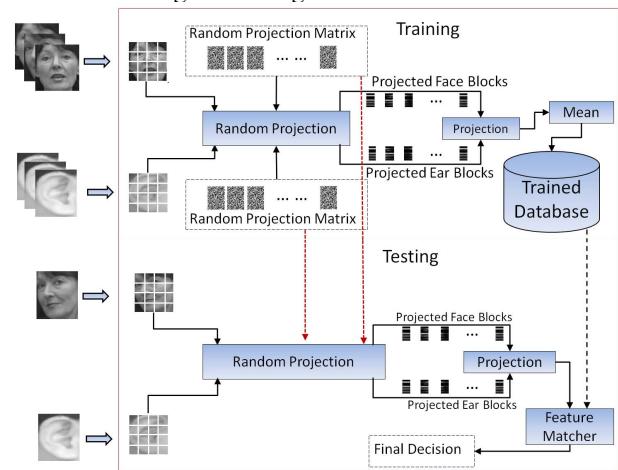 Training
Random Projection Matrix
... ...
Projected Face Blocks
...
Random Projection
Projection
Mean
...
Projected Ear Blocks
Trained
Database
... ...
Random Projection Matrix
Testing
Projected Face Blocks
...
Random Projection
Projection
...
Projected Ear Blocks
Feature
Matcher
Final Decision